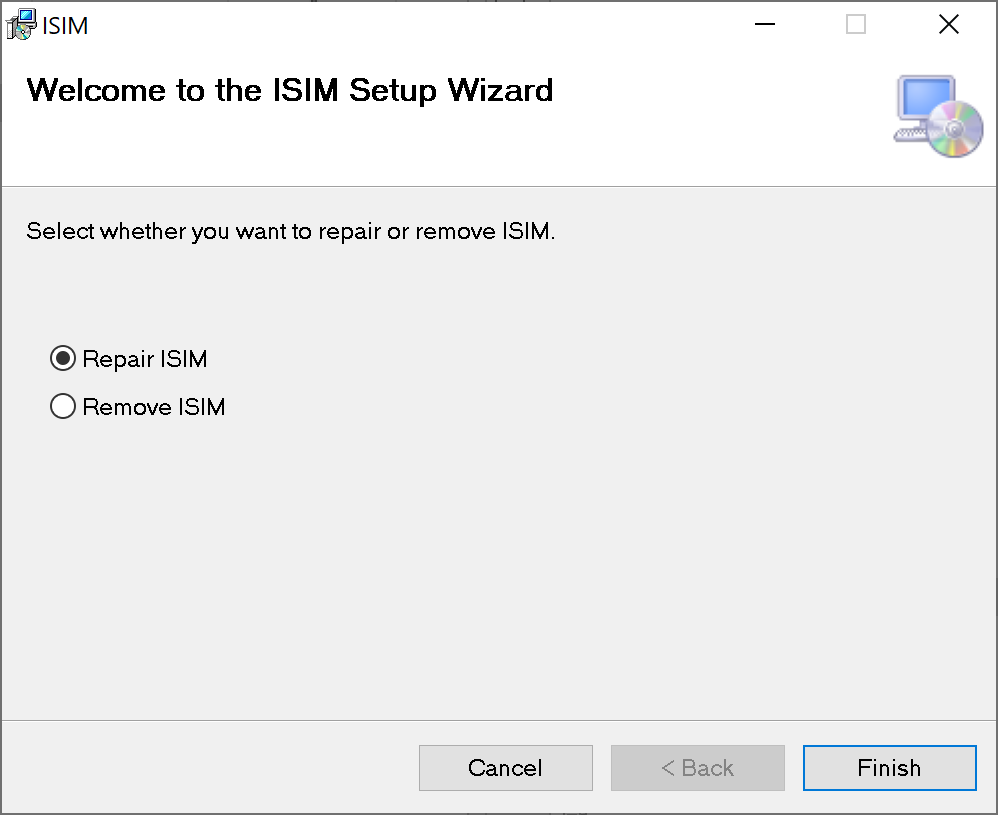 ISIM
Welcome to the ISIM Setup Wizard
Select whether you want to repair or remove ISIM.
Repair ISIM
Remove ISIM
Cancel
< Back
Finish